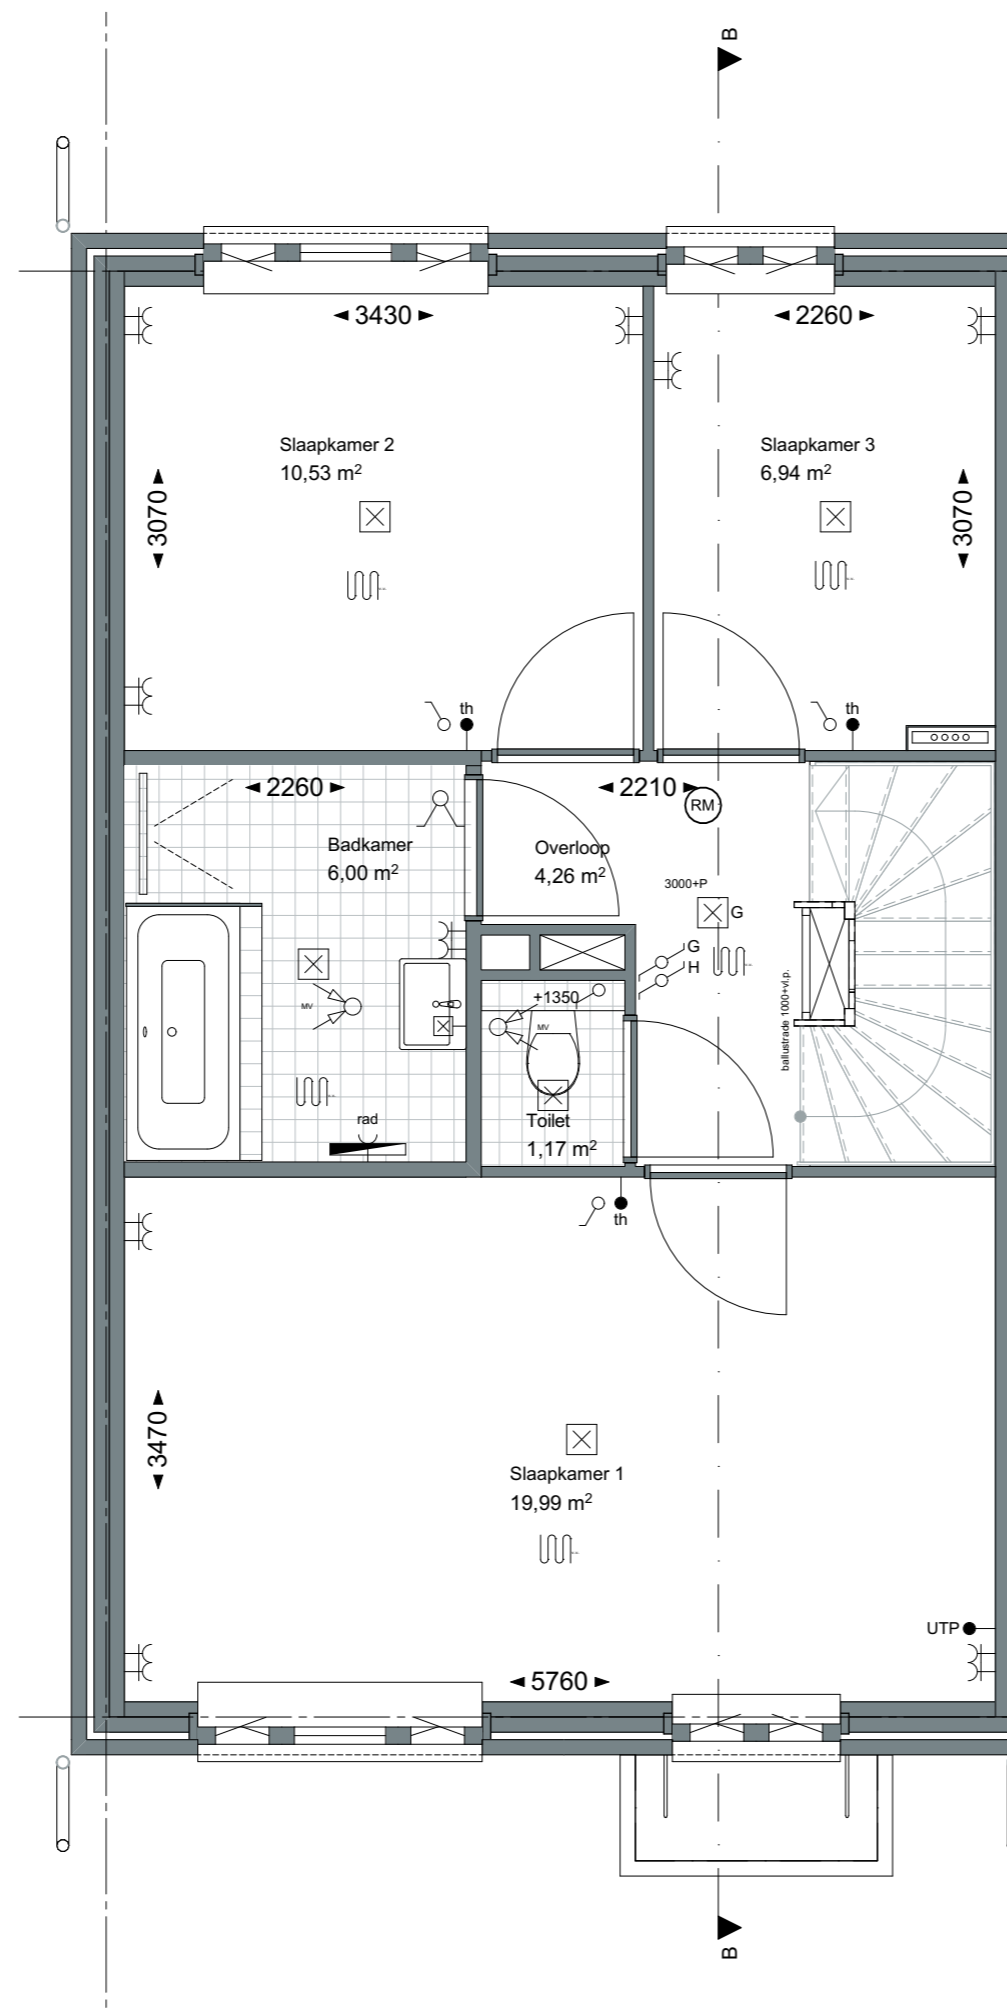 B
3430
2260
Slaapkamer 2
10,53 m²
Slaapkamer 3
6,94 m²
3070
3070
th
th
2260
2210
RM
Badkamer
6,00 m²
Overloop
4,26 m²
3000+P
G
G
H
MV
+1350
MV
ballustrade 1000+vl.p.
rad
Toilet
1,17 m²
th
3470
Slaapkamer 1
19,99 m²
UTP
5760
B